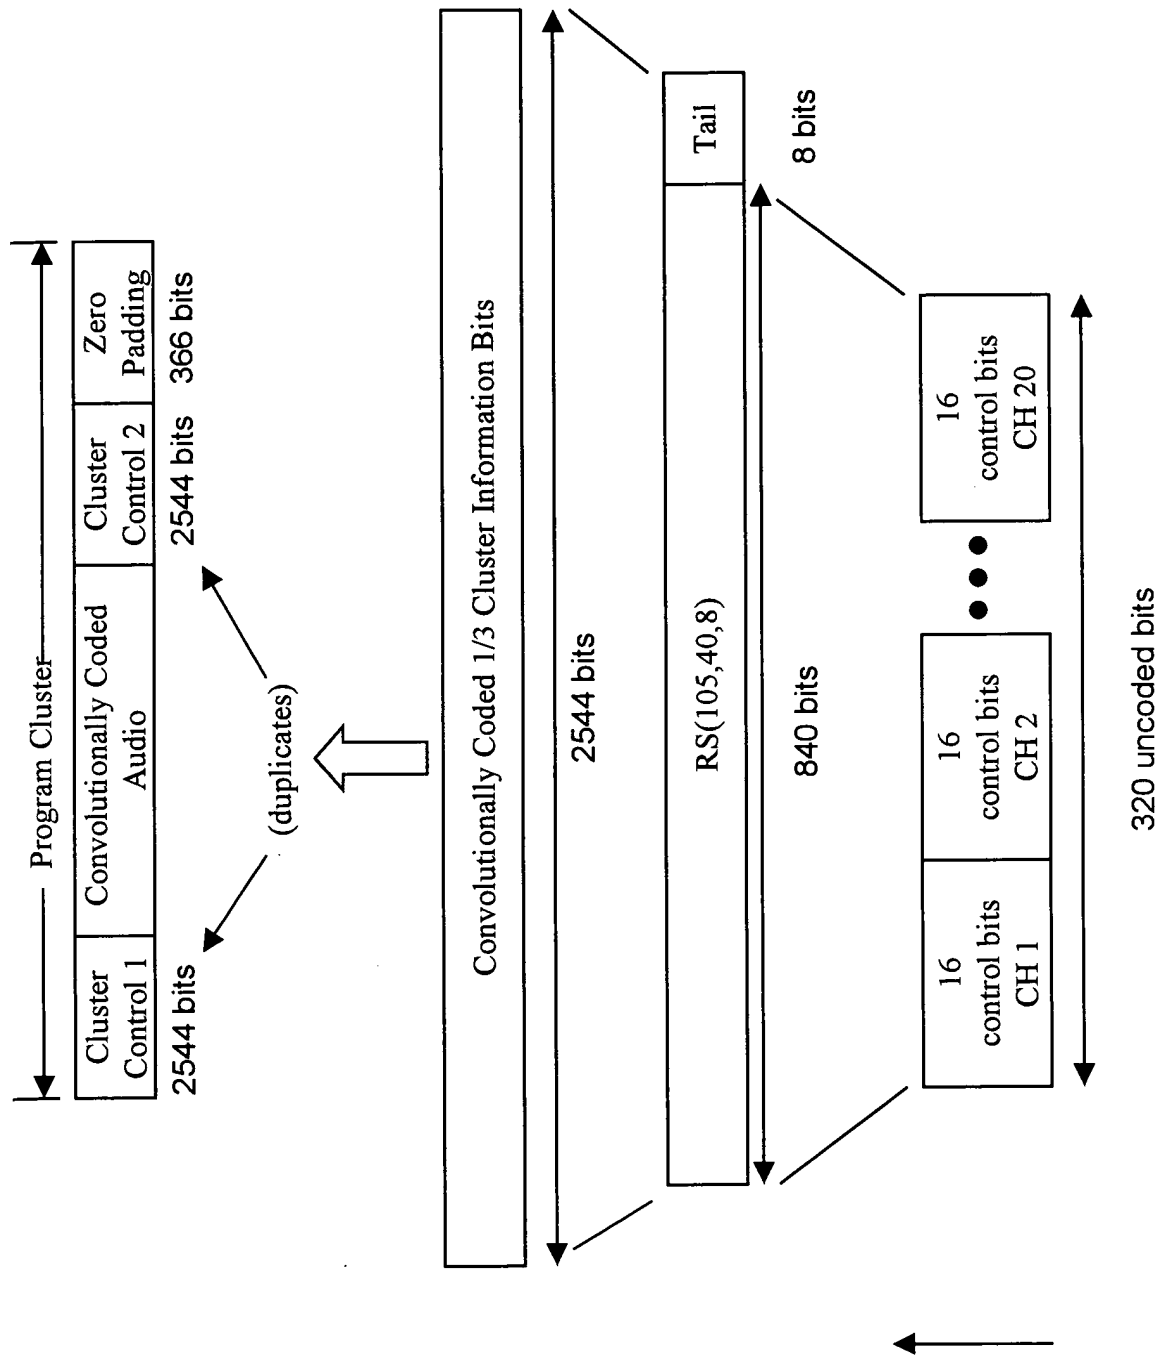 Program Cluster
Cluster
Control 1
Convolutionally Coded
Audio
Cluster
Control 2
Zero
Padding
2544 bits
2544 bits
366 bits
(duplicates)
Convolutionally Coded 1/3 Cluster Information Bits
2544 bits
RS(105,40,8)
Tail
840 bits
8 bits
16
control bits
CH 1
16
control bits
CH 2
16
control bits
CH 20
320 uncoded bits